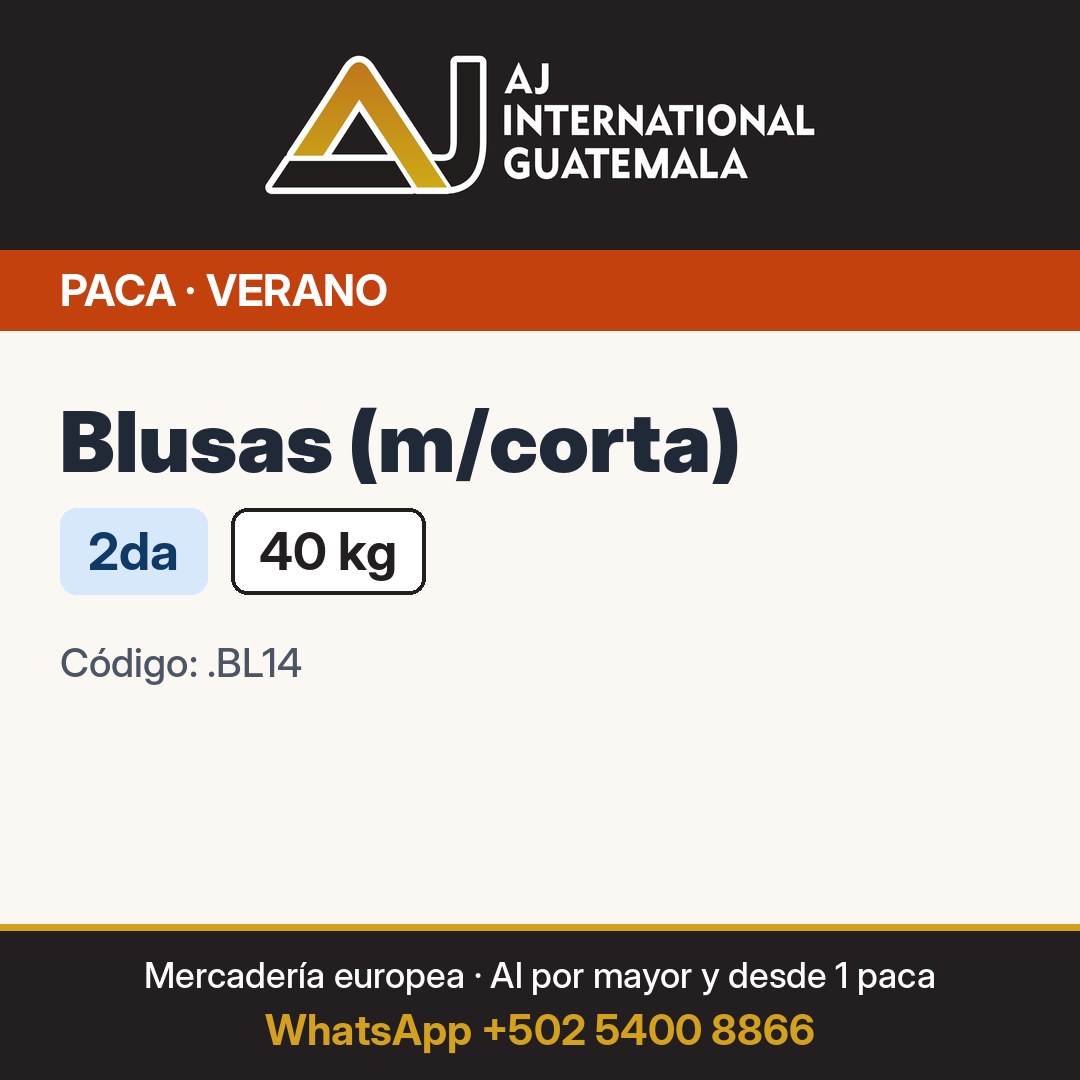 AJ
INTERNATIONAL
GUATEMALA
PACA · VERANO
Blusas (m/corta)
2da
40 kg
Código: .BL14
Mercadería europea · Al por mayor y desde 1 paca
WhatsApp +502 5400 8866